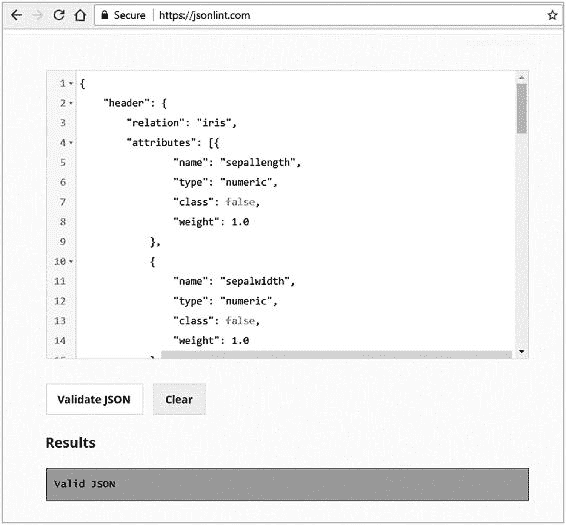 Secure https://jsonlint.com
1 {
2 "header": {
3 "relation": "iris",
4 "attributes": [{
5 "name": "sepallength",
6 "type": "numeric",
7 "class": false,
8 "weight": 1.0
9 },
10 {
11 "name": "sepalwidth",
12 "type": "numeric",
13 "class": false,
14 "weight": 1.0
Validate JSON Clear
Results
Valid JSON